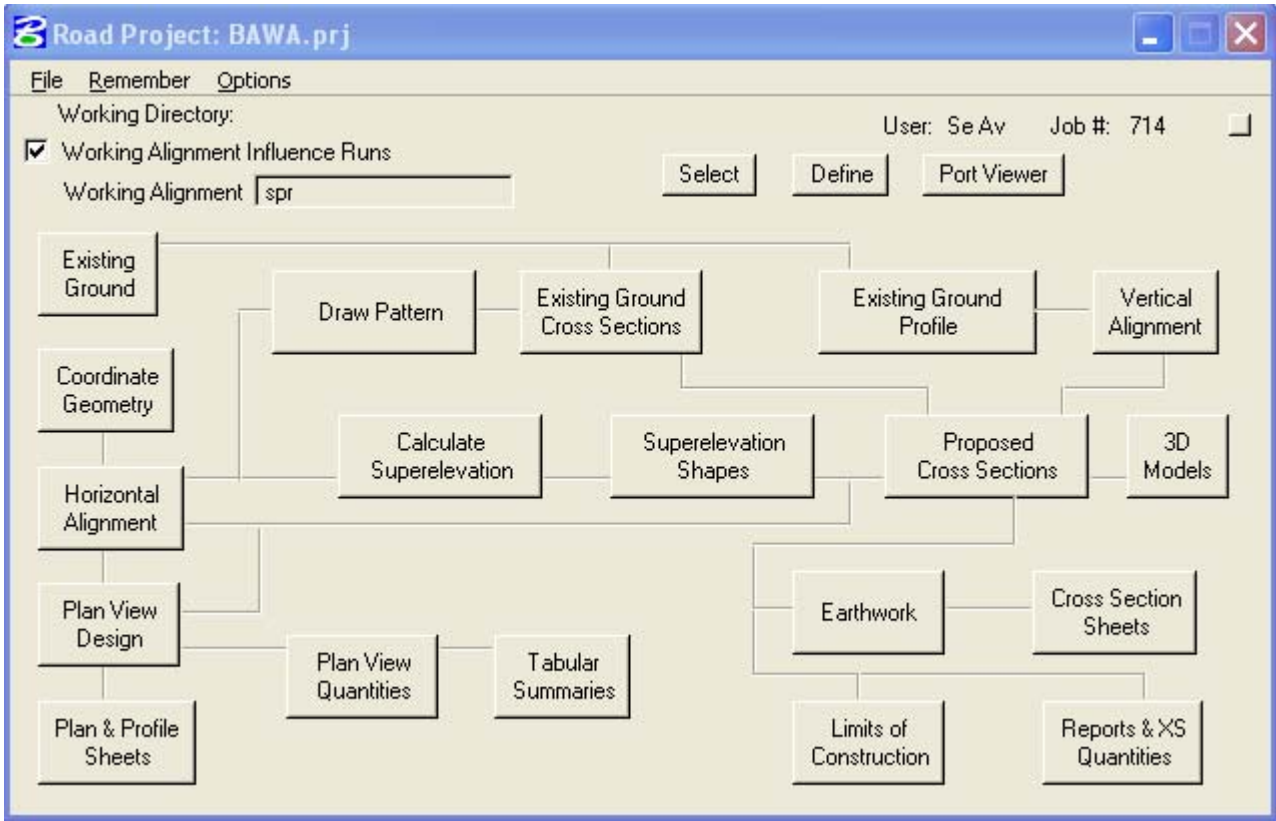 Road Project: BAWA.prj
File Remember Options
Working Directory:
User: Se Av Job #: 714
Working Alignment Influence Runs
Select Define Port Viewer
Working Alignment spr
Existing
Ground
Draw Pattern
Existing Ground
Cross Sections
Existing Ground
Profile
Vertical
Alignment
Coordinate
Geometry
Calculate
Superelevation
Superelevation
Shapes
Proposed
Cross Sections
3D
Models
Horizontal
Alignment
Plan View
Design
Earthwork
Cross Section
Sheets
Plan View
Quantities
Tabular
Summaries
Plan & Profile
Sheets
Limits of
Construction
Reports & XS
Quantities